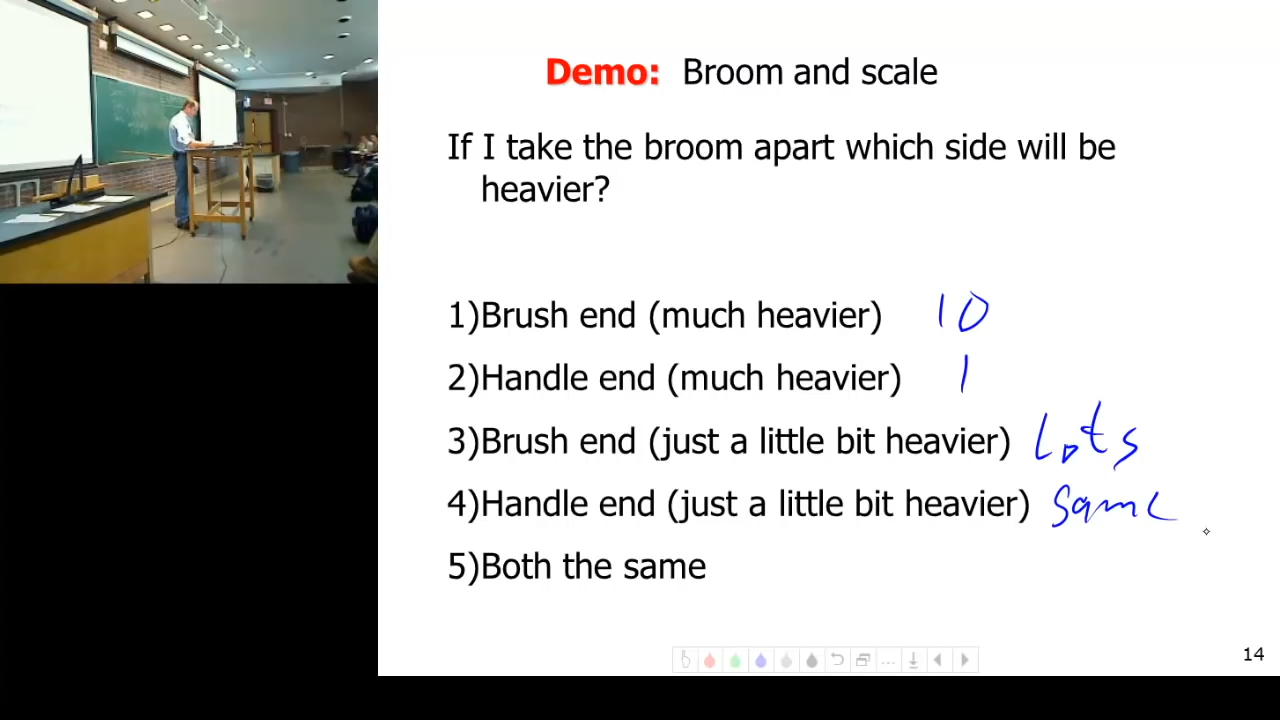 Demo: Broom and scale
If I take the broom apart which side will be
heavier?
1)Brush end (much heavier) 10
2)Handle end (much heavier) 1
3)Brush end (just a little bit heavier) Lots
4)Handle end (just a little bit heavier) Same
5)Both the same
14